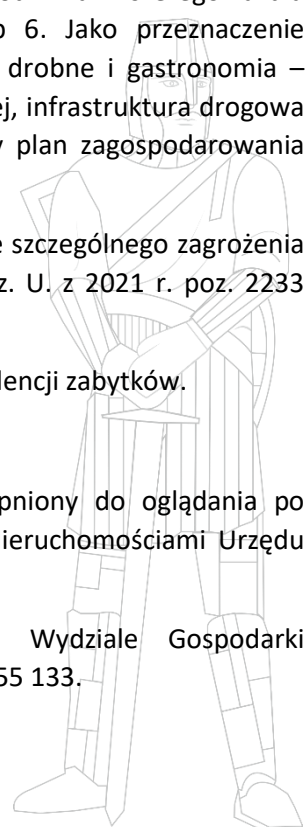 p 6. Jako przeznaczenie
drobne i gastronomia –
ej, infrastruktura drogowa
y plan zagospodarowania
e szczególnego zagrożenia
z. U. z 2021 r. poz. 2233
dencji zabytków.
pniony do oglądania po
ieruchomościami Urzędu
Wydziale Gospodarki
55 133.